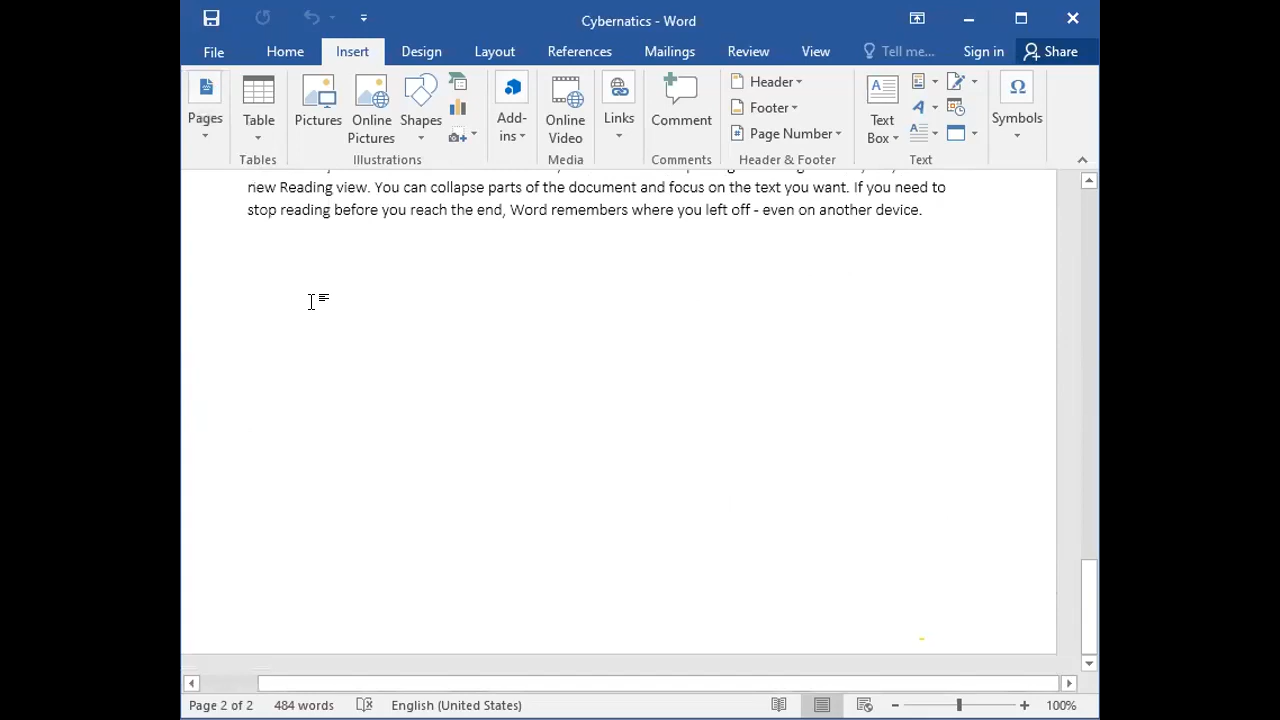 Cybernatics - Word
File
Home
Insert
Design
Layout
References
Mailings
Review
View
Tell me...
Sign in
Share
Pages
Table
Pictures
Online
Pictures
Shapes
Add-
ins
Online
Video
Links
Comment
Header
Footer
Page Number
Text
Box
Symbols
Tables
Illustrations
Media
Comments
Header & Footer
Text
new Reading view. You can collapse parts of the document and focus on the text you want. If you need to
stop reading before you reach the end, Word remembers where you left off - even on another device.
Page 2 of 2
484 words
English (United States)
100%